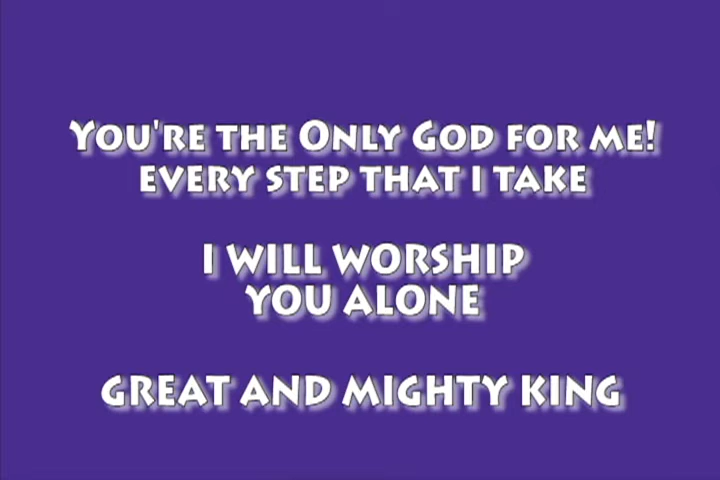 You're the Only God for me!
every step that i take
I will worship
you alone
great and mighty king